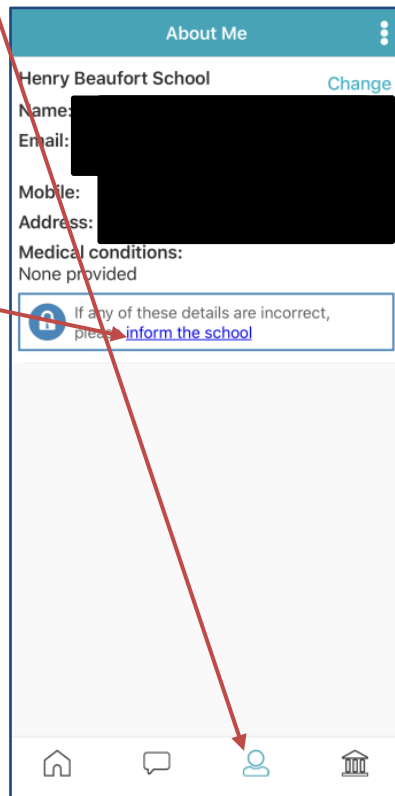 About Me
Henry Beaufort School
Change
Name:
Email:
Mobile:
Address:
Medical conditions:
None provided
If any of these details are incorrect,
please inform the school